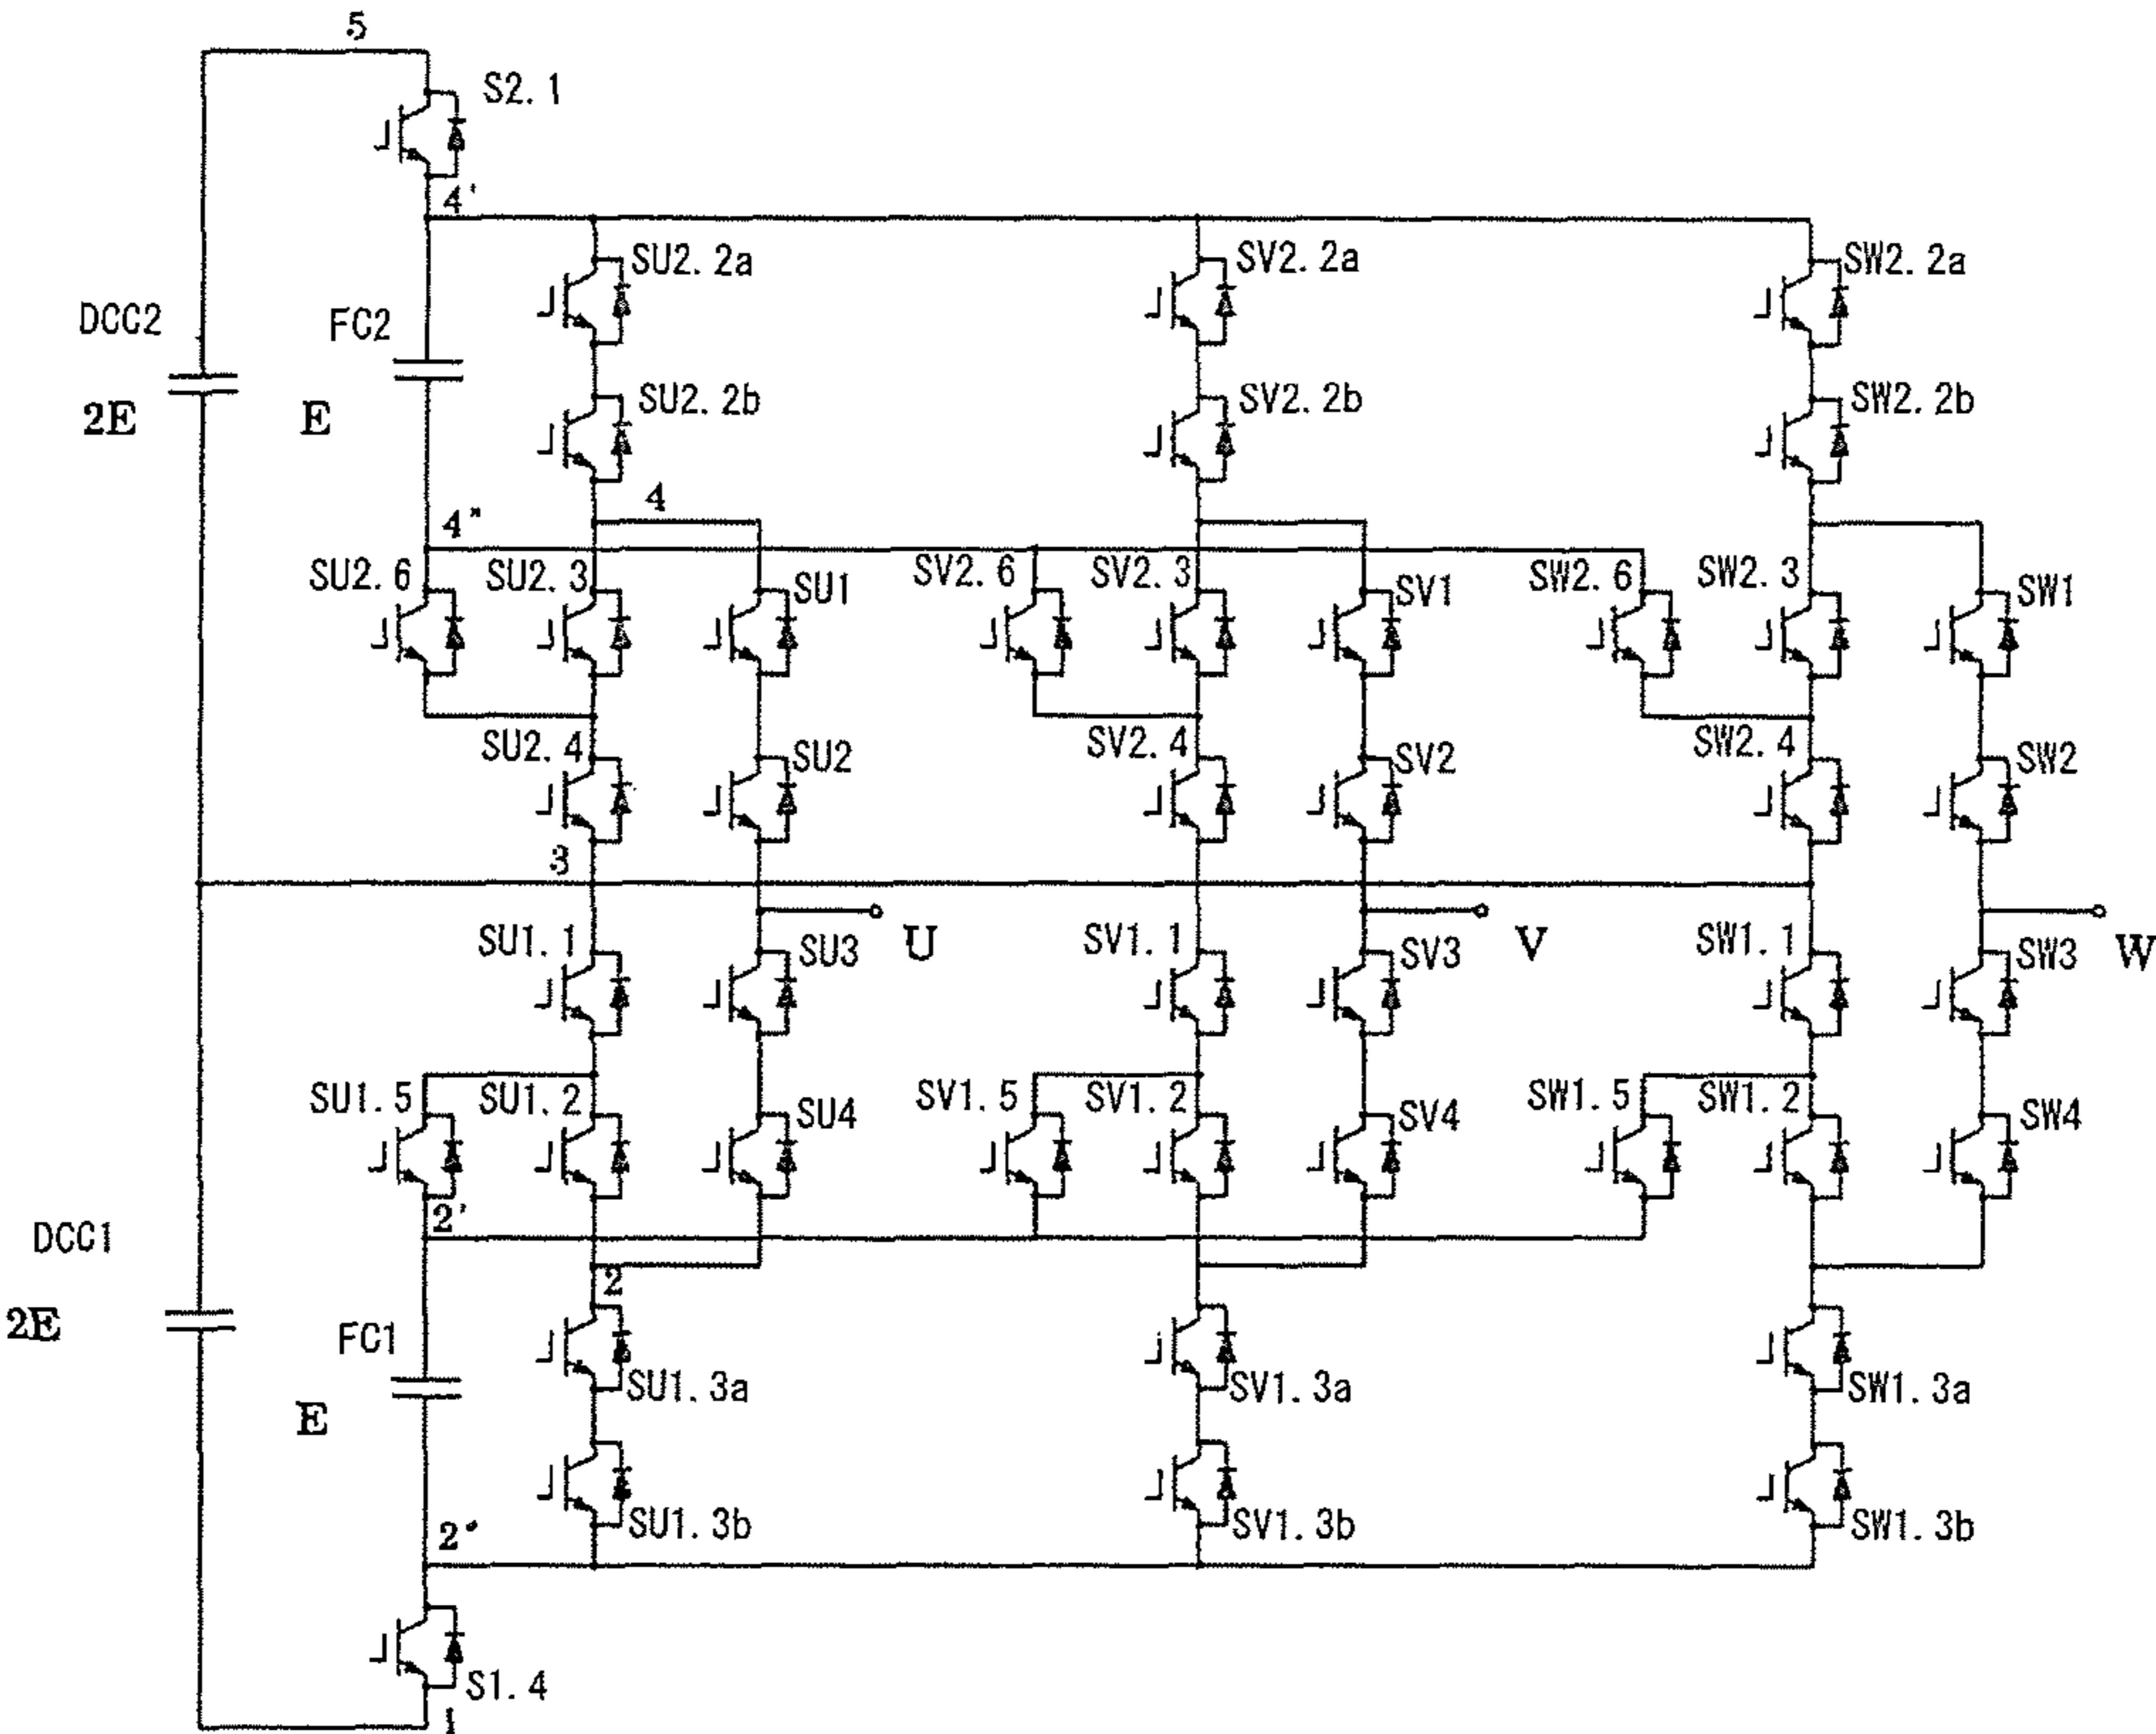 5
S2. 1
4'
SU2. 2a
SV2. 2a
SW2. 2a
DCC2
FC2
2E
E
SU2. 2b
SV2. 2b
SW2. 2b
4
4"
SU2. 6
SU2. 3
SU1
SV2. 6
SV2. 3
SV1
SW2. 6
SW2. 3
SW1
SU2. 4
SU2
SV2. 4
SV2
SW2. 4
SW2
3
SU1. 1
SU3
U
SV1. 1
SV3
V
SW1. 1
SW3
W
SU1. 5
SU1. 2
SU4
SV1. 5
SV1. 2
SV4
SW1. 5
SW1. 2
SW4
2'
DCC1
2
2E
FC1
E
SU1. 3a
SV1. 3a
SW1. 3a
2"
SU1. 3b
SV1. 3b
SW1. 3b
S1. 4
1